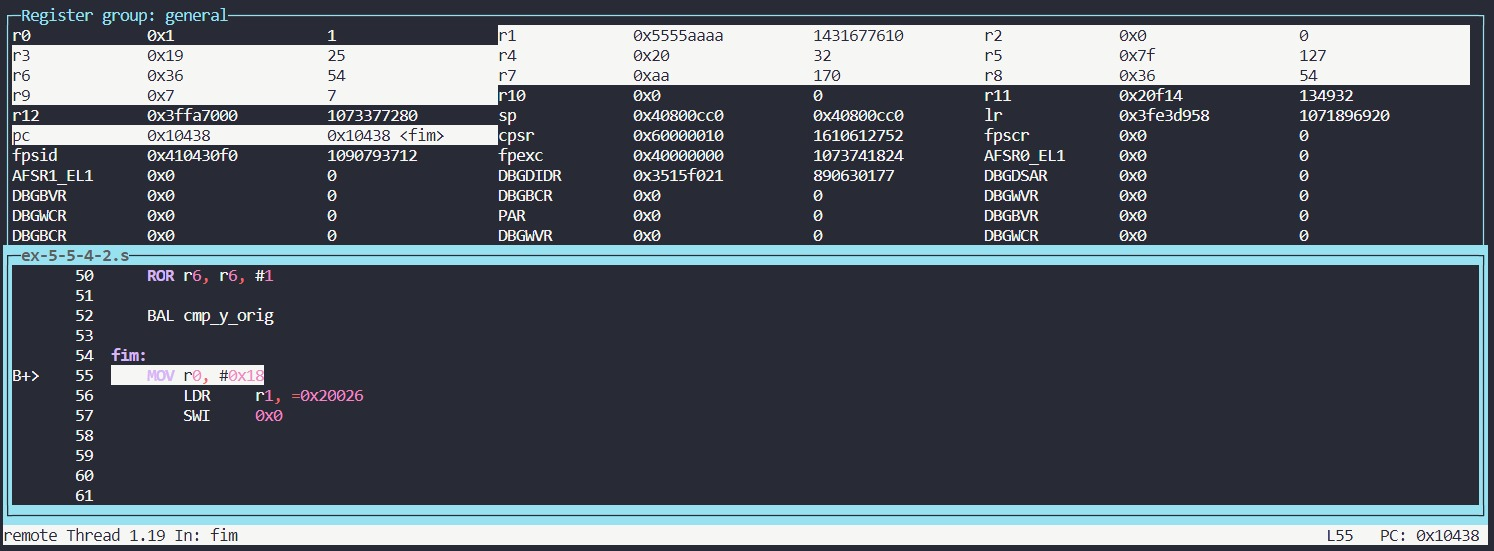 Register group: general
r0 0x1 1 r1 0x5555aaaa 1431677610 r2 0x0 0
r3 0x19 25 r4 0x20 32 r5 0x7f 127
r6 0x36 54 r7 0xaa 170 r8 0x36 54
r9 0x7 7 r10 0x0 0 r11 0x20f14 134932
r12 0x3ffa7000 1073377280 sp 0x40800cc0 0x40800cc0 lr 0x3fe3d958 1071896920
pc 0x10438 0x10438 <fim> cpsr 0x60000010 1610612752 fpscr 0x0 0
fpsid 0x410430f0 1090793712 fpexc 0x40000000 1073741824 AFSR0_EL1 0x0 0
AFSR1_EL1 0x0 0 DBGDIDR 0x3515f021 890630177 DBGDSAR 0x0 0
DBGBVR 0x0 0 DBGBCR 0x0 0 DBGWVR 0x0 0
DBGWCR 0x0 0 PAR 0x0 0 DBGBVR 0x0 0
DBGBCR 0x0 0 DBGWVR 0x0 0 DBGWCR 0x0 0
ex-5-5-4-2.s
50 ROR r6, r6, #1
51
52 BAL cmp_y_orig
53
54 fim:
B+> 55 MOV r0, #0x18
56 LDR r1, =0x20026
57 SWI 0x0
58
59
60
61
remote Thread 1.19 In: fim L55 PC: 0x10438